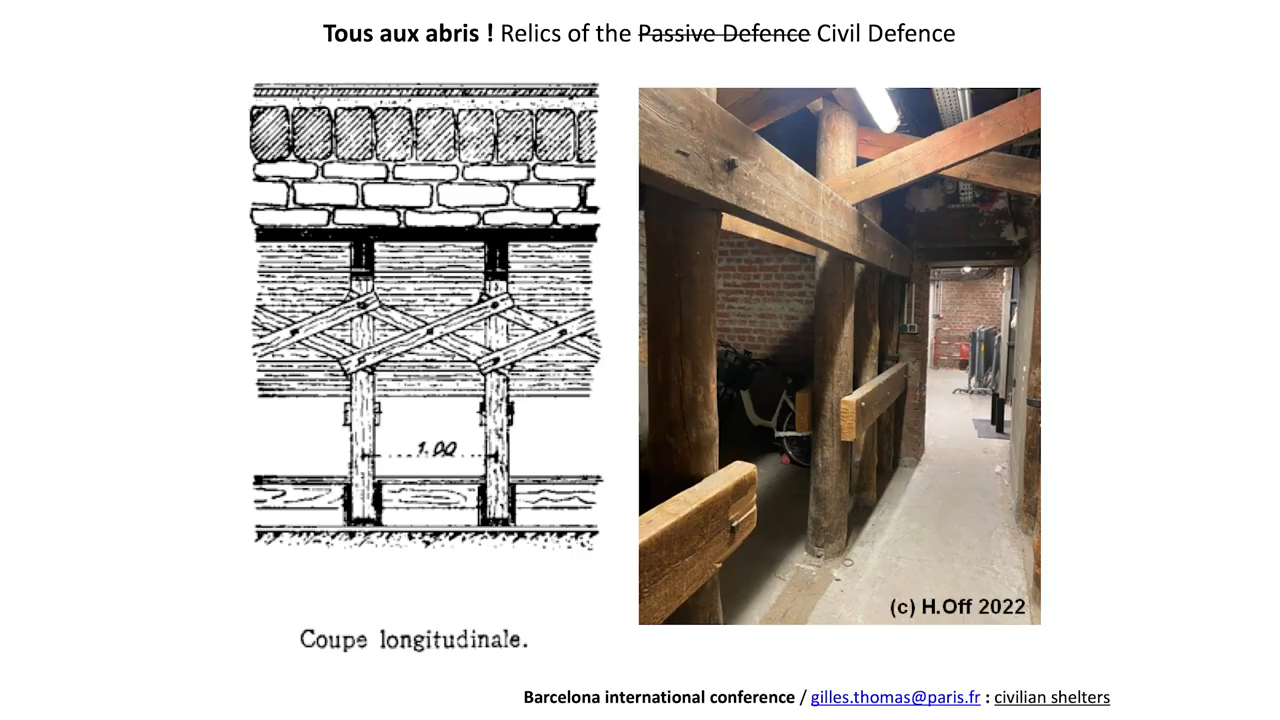 Tous aux abris ! Relics of the Passive Defence Civil Defence
1.00
Coupe longitudinale.
(c) H.Off 2022
Barcelona international conference / gilles.thomas@paris.fr : civilian shelters